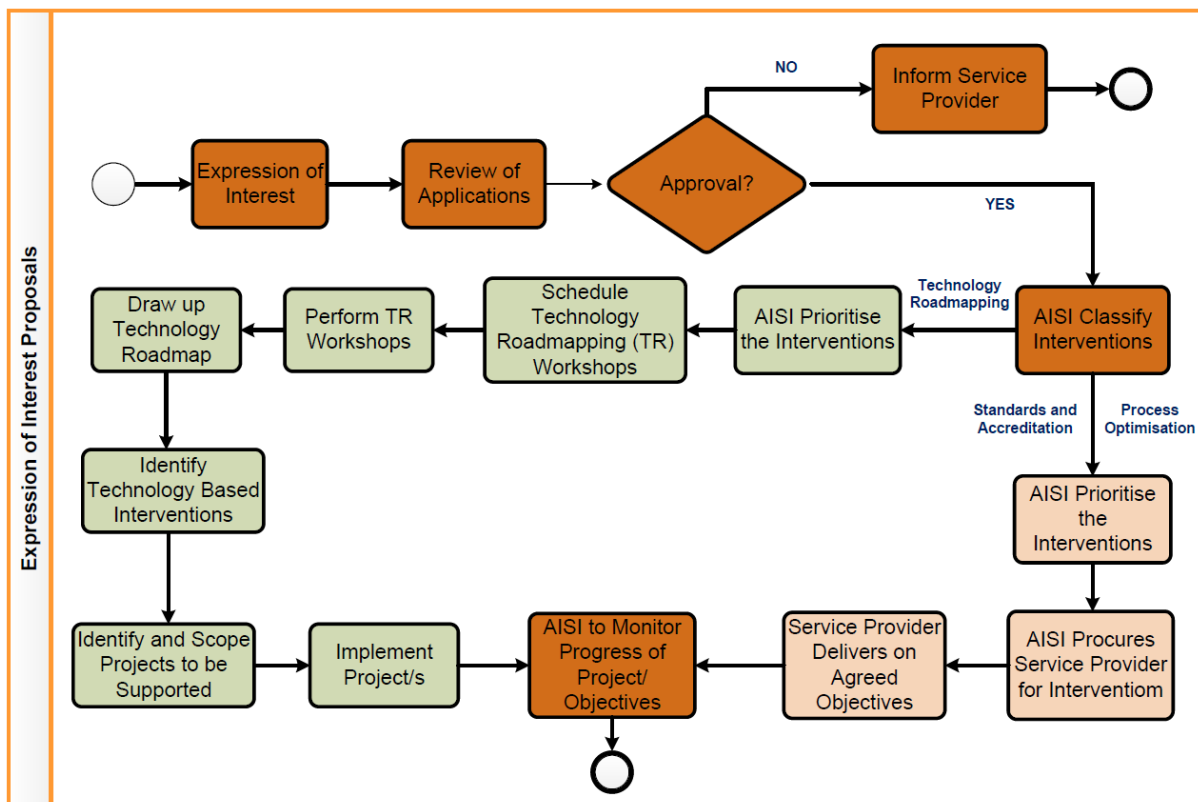 Expression of Interest Proposals
NO
Inform Service
Provider
Expression of
Interest
Review of
Applications
Approval?
YES
Draw up
Technology
Roadmap
Perform TR
Workshops
Schedule
Technology
Roadmapping (TR)
Workshops
AISI Prioritise
the Interventions
Technology
Roadmapping
AISI Classify
Interventions
Standards and
Accreditation
Process
Optimisation
Identify
Technology Based
Interventions
AISI Prioritise
the
Interventions
Identify and Scope
Projects to be
Supported
Implement
Project/s
AISI to Monitor
Progress of
Project/
Objectives
Service Provider
Delivers on
Agreed
Objectives
AISI Procures
Service Provider
for Interventiom